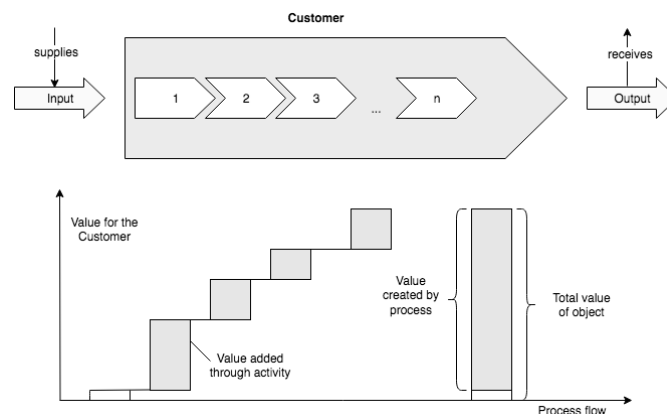 Customer
supplies
receives
Input
1
2
3
...
n
Output
Value for the
Customer
Value
created by
process
Total value
of object
Value added
through activity
Process flow